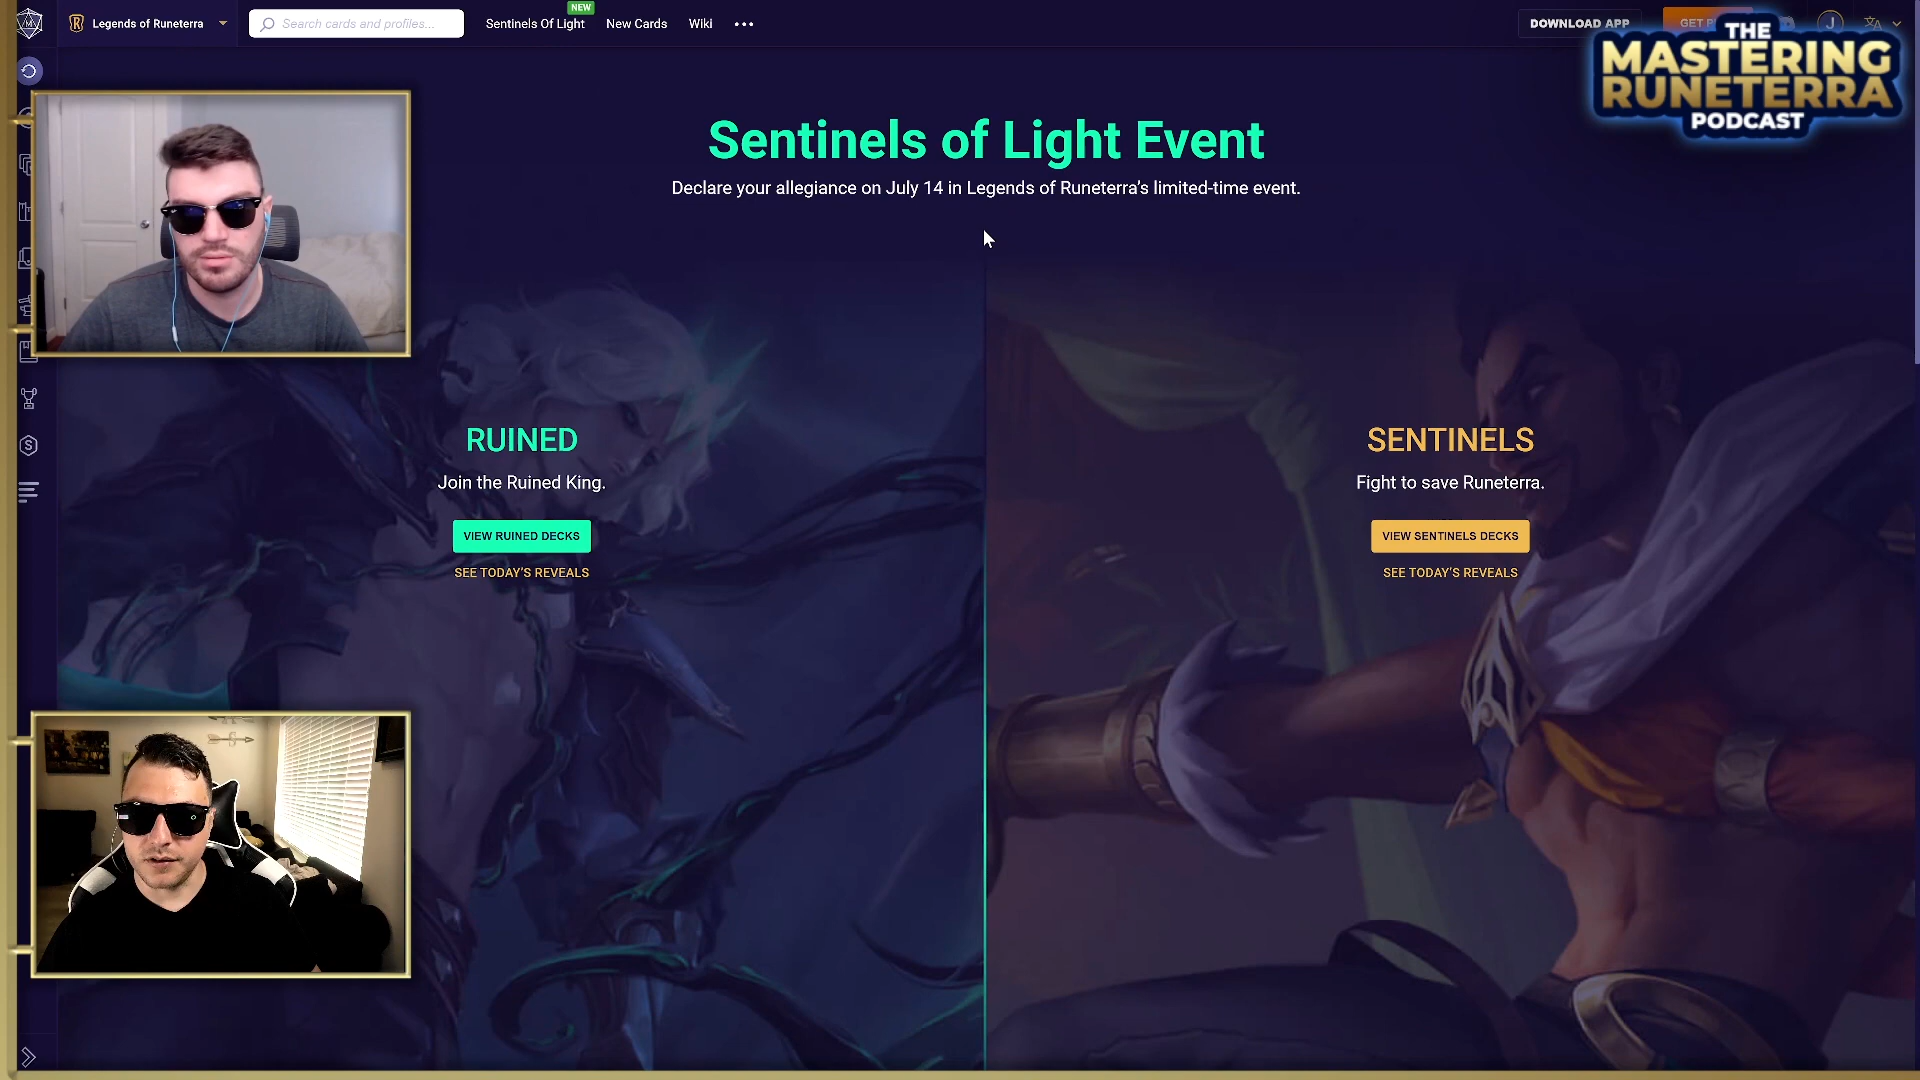 Legends of Runeterra
Search cards and profiles...
NEW
Sentinels Of Light
New Cards
Wiki
DOWNLOAD APP
THE
MASTERING
RUNETERRA
PODCAST
Sentinels of Light Event
Declare your allegiance on July 14 in Legends of Runeterra's limited-time event.
RUINED
Join the Ruined King.
VIEW RUINED DECKS
SEE TODAY'S REVEALS
SENTINELS
Fight to save Runeterra.
VIEW SENTINELS DECKS
SEE TODAY'S REVEALS